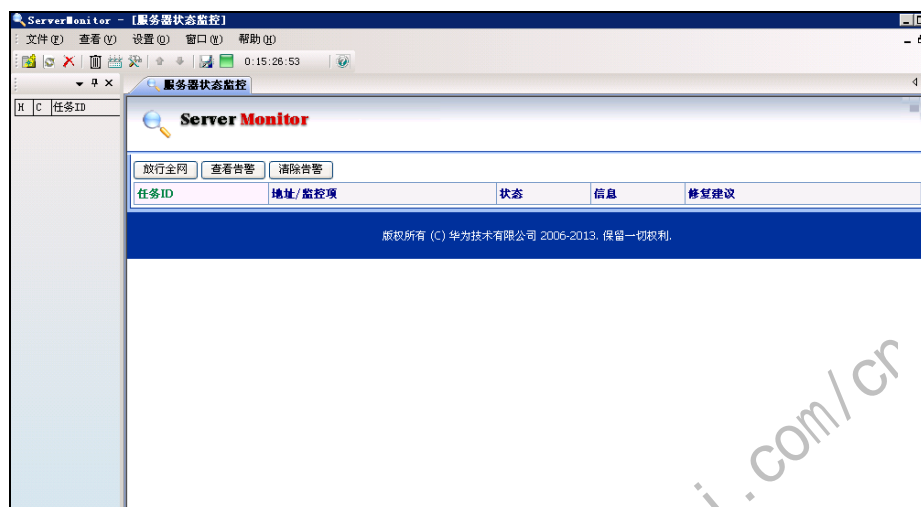 ServerMonitor - [服务器状态监控]
文件(F) 查看(V) 设置(O) 窗口(W) 帮助(H)
0:15:26:53
服务器状态监控
H C 任务ID
Server Monitor
放行全网 查看告警 清除告警
任务ID 地址/监控项 状态 信息 修复建议
版权所有 (C) 华为技术有限公司 2006-2013. 保留一切权利.
i.com/cn